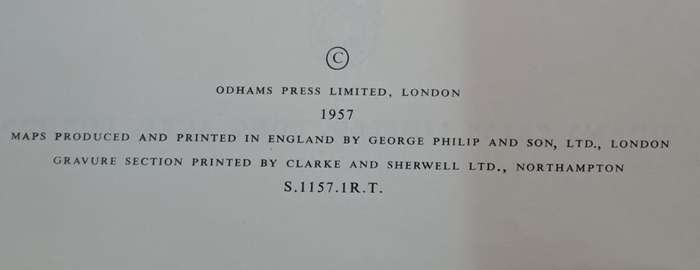 ©
ODHAMS PRESS LIMITED, LONDON
1957
MAPS PRODUCED AND PRINTED IN ENGLAND BY GEORGE PHILIP AND SON, LTD., LONDON
GRAVURE SECTION PRINTED BY CLARKE AND SHERWELL LTD., NORTHAMPTON
S.1157.1R.T.